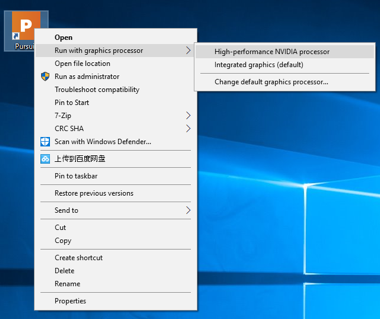 P
Pursu
Open
Run with graphics processor
High-performance NVIDIA processor
Integrated graphics (default)
Change default graphics processor...
Open file location
Run as administrator
Troubleshoot compatibility
Pin to Start
7-Zip
CRC SHA
Scan with Windows Defender...
上传到百度网盘
Pin to taskbar
Restore previous versions
Send to
Cut
Copy
Create shortcut
Delete
Rename
Properties